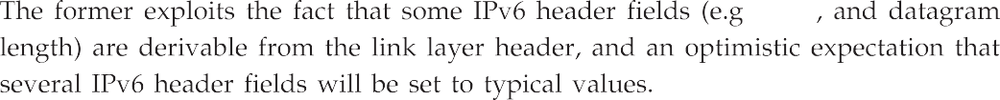 The former exploits the fact that some IPv6 header fields (e.g , and datagram
length) are derivable from the link layer header, and an optimistic expectation that
several IPv6 header fields will be set to typical values.